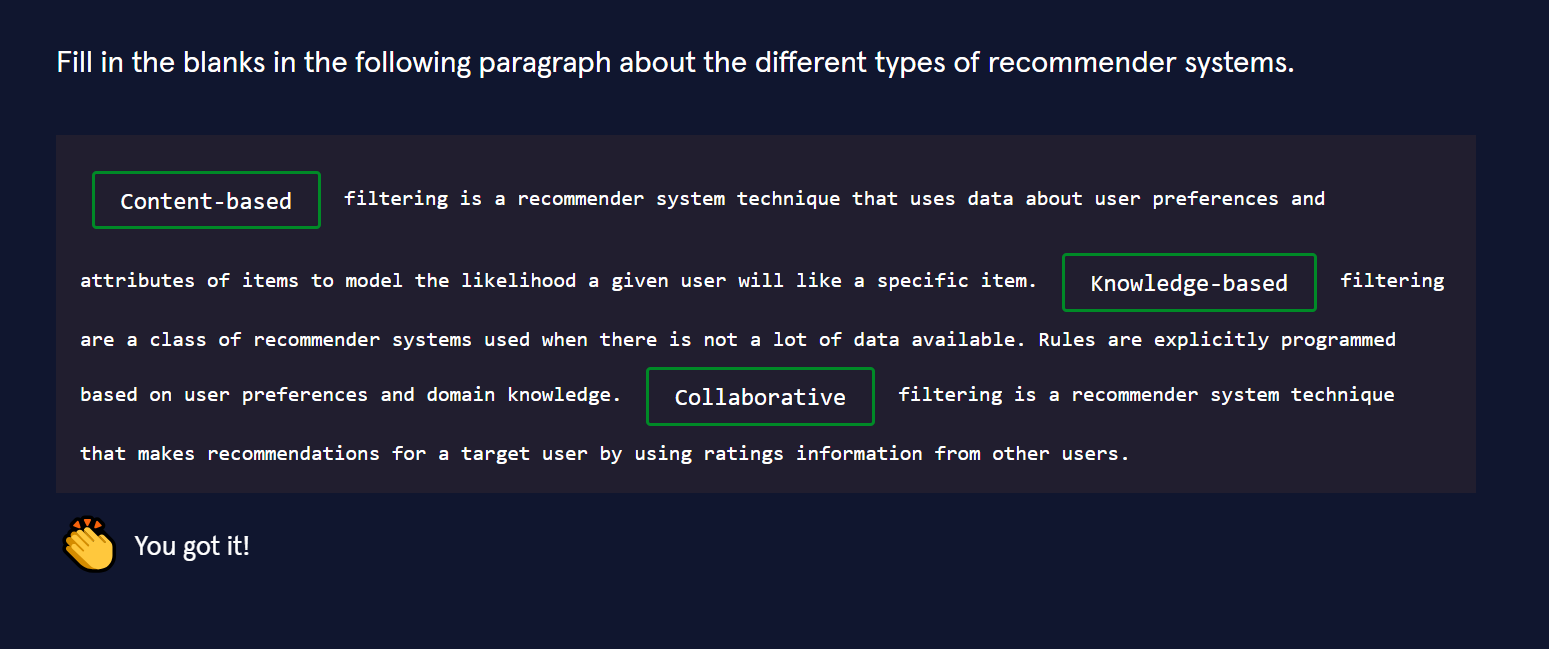 Fill in the blanks in the following paragraph about the different types of recommender systems.
Content-based filtering is a recommender system technique that uses data about user preferences and
attributes of items to model the likelihood a given user will like a specific item. Knowledge-based filtering
are a class of recommender systems used when there is not a lot of data available. Rules are explicitly programmed
based on user preferences and domain knowledge. Collaborative filtering is a recommender system technique
that makes recommendations for a target user by using ratings information from other users.
You got it!